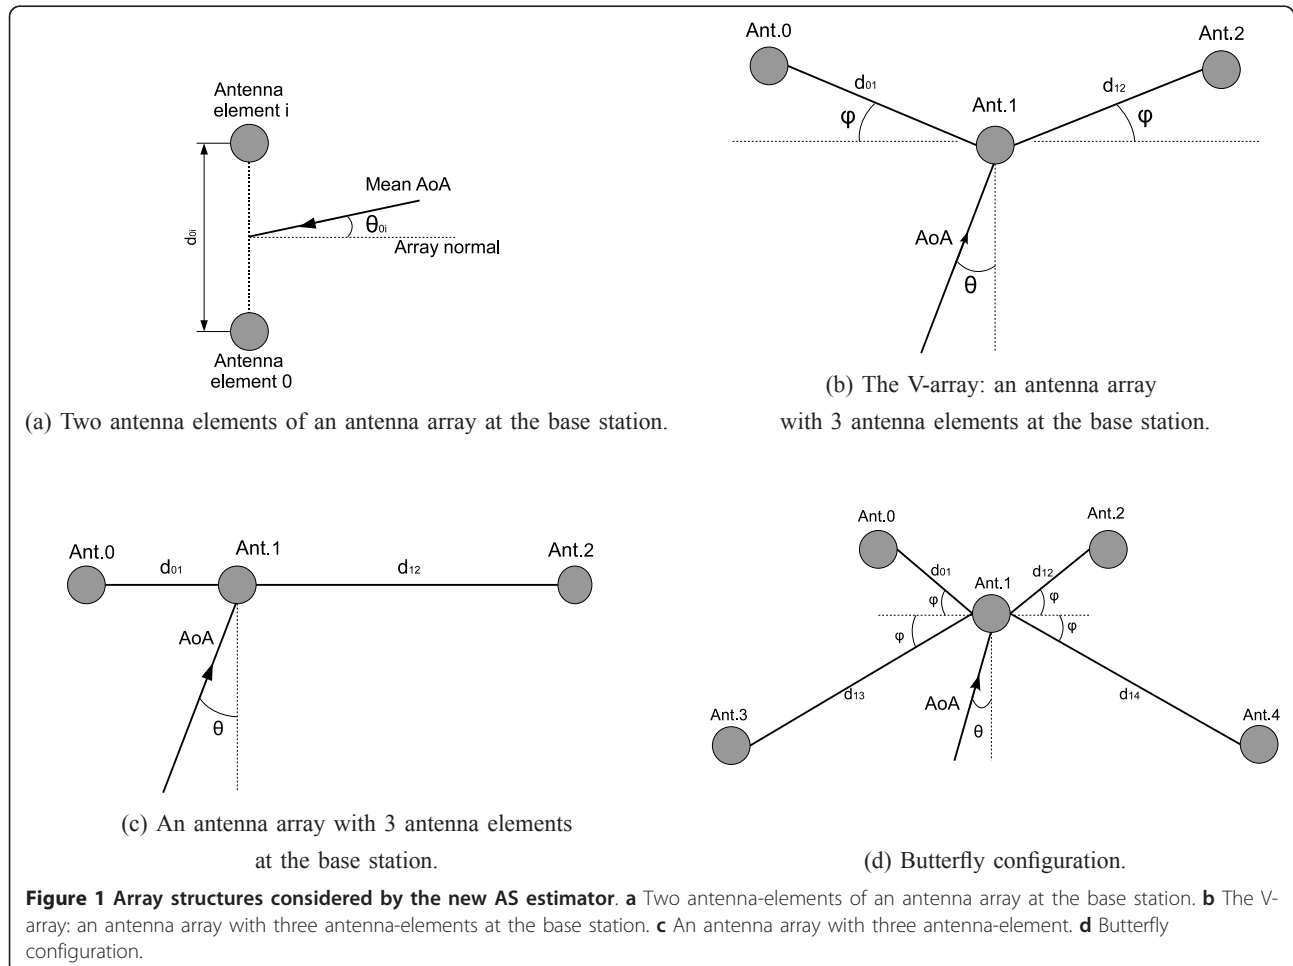 Antenna
element i
d0i
Mean AoA
θ0i
Array normal
Antenna
element 0
(a) Two antenna elements of an antenna array at the base station.
Ant.0
Ant.2
d01
d12
Ant.1
φ
φ
AoA
θ
(b) The V-array: an antenna array
with 3 antenna elements at the base station.
Ant.0
Ant.1
Ant.2
d01
d12
AoA
θ
(c) An antenna array with 3 antenna elements
at the base station.
Ant.0
Ant.2
d01
Ant.1
d12
φ
φ
φ
φ
d13
AoA
d14
Ant.3
θ
Ant.4
(d) Butterfly configuration.
Figure 1 Array structures considered by the new AS estimator. a Two antenna-elements of an antenna array at the base station. b The V-
array: an antenna array with three antenna-elements at the base station. c An antenna array with three antenna-element. d Butterfly
configuration.